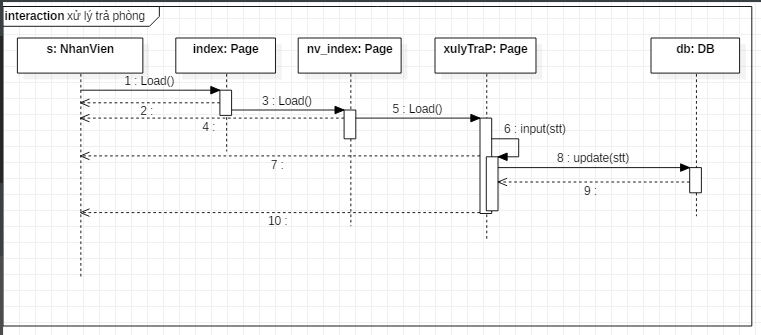 interaction xử lý trả phòng
s: NhanVien
index: Page
nv_index: Page
xulyTraP: Page
db: DB
1 : Load()
2 :
3 : Load()
4 :
5 : Load()
6 : input(stt)
7 :
8 : update(stt)
9 :
10 :